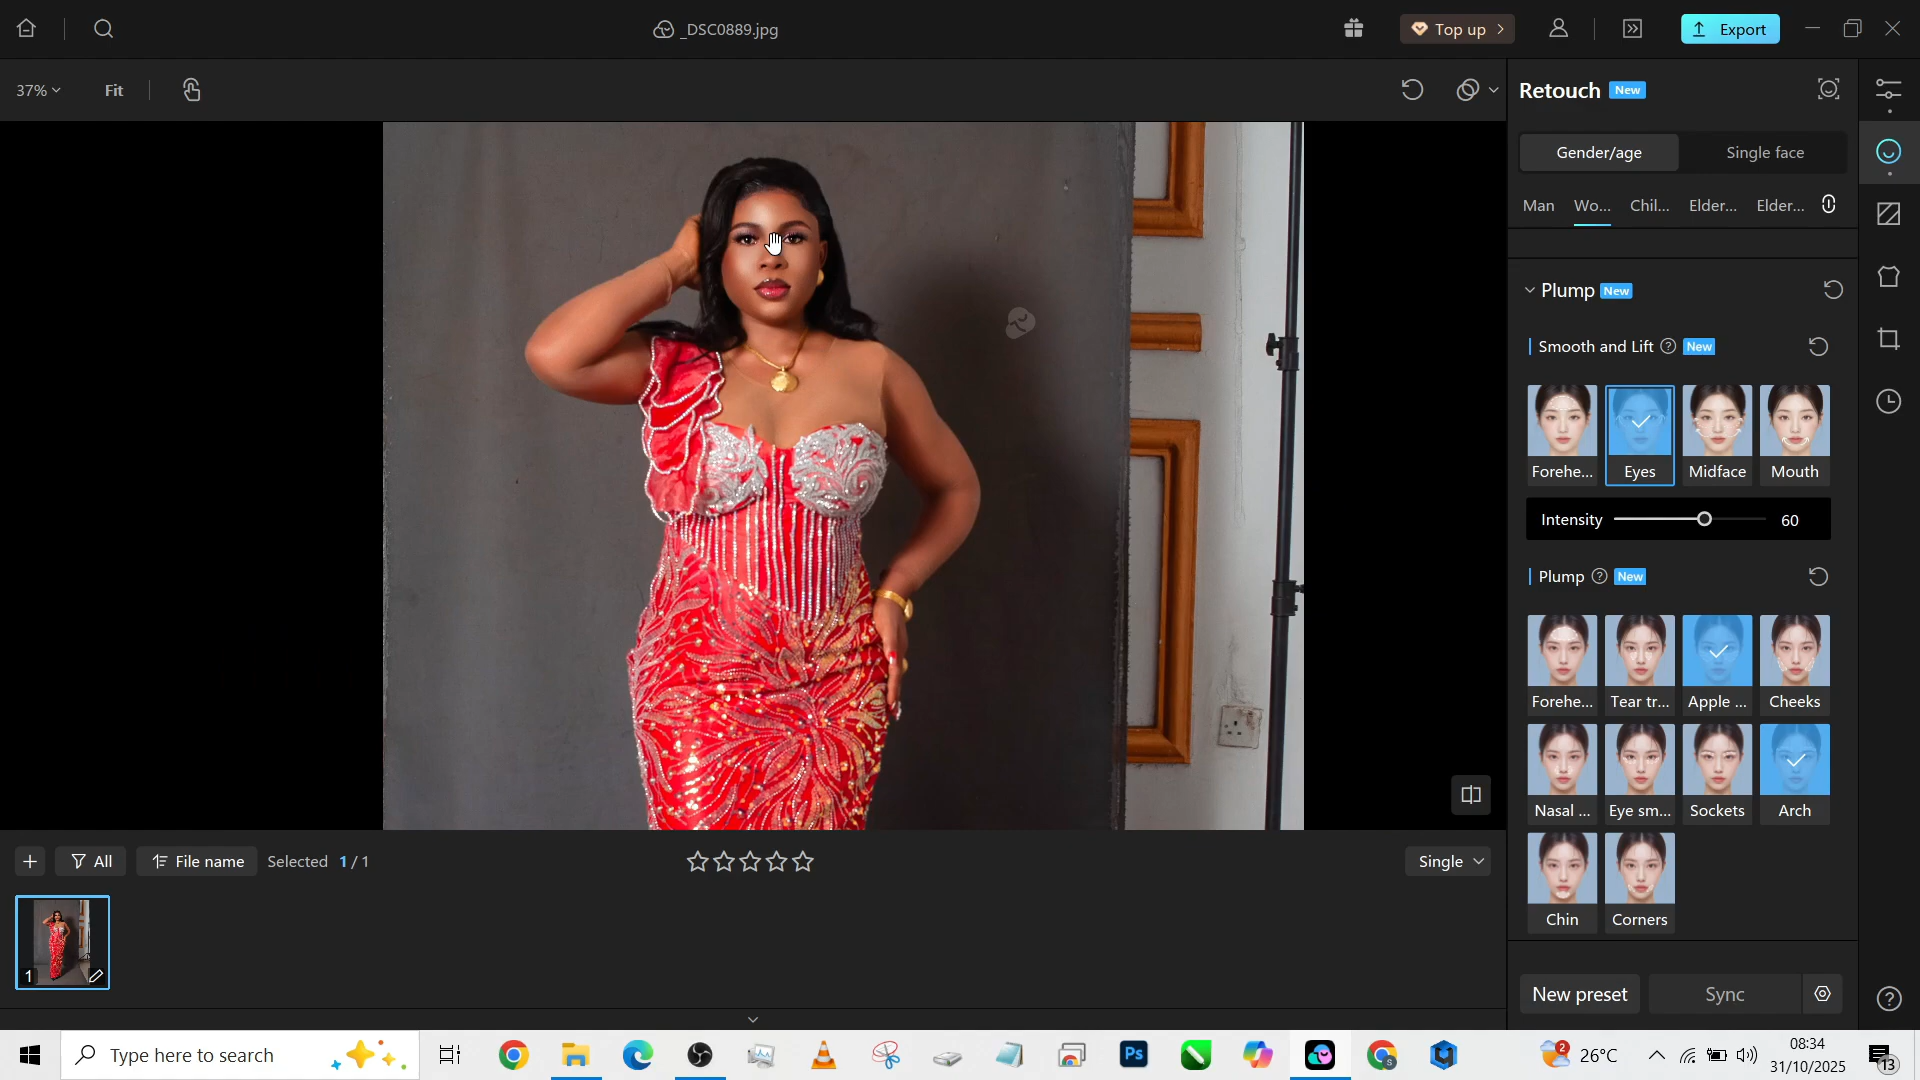 _DSC0889.jpg
Top up
Export
37%
Fit
Retouch New
Gender/age
Single face
Man
Wo...
Chil...
Elder...
Elder...
Plump New
Smooth and Lift ? New
Forehe...
Eyes
Midface
Mouth
Intensity
60
Plump ? New
Forehe...
Tear tr...
Apple ...
Cheeks
Nasal ...
Eye sm...
Sockets
Arch
Chin
Corners
All
File name
Selected 1/1
Single
1
New preset
Sync
Type here to search
Ps
2
26°C
08:34
31/10/2025
13